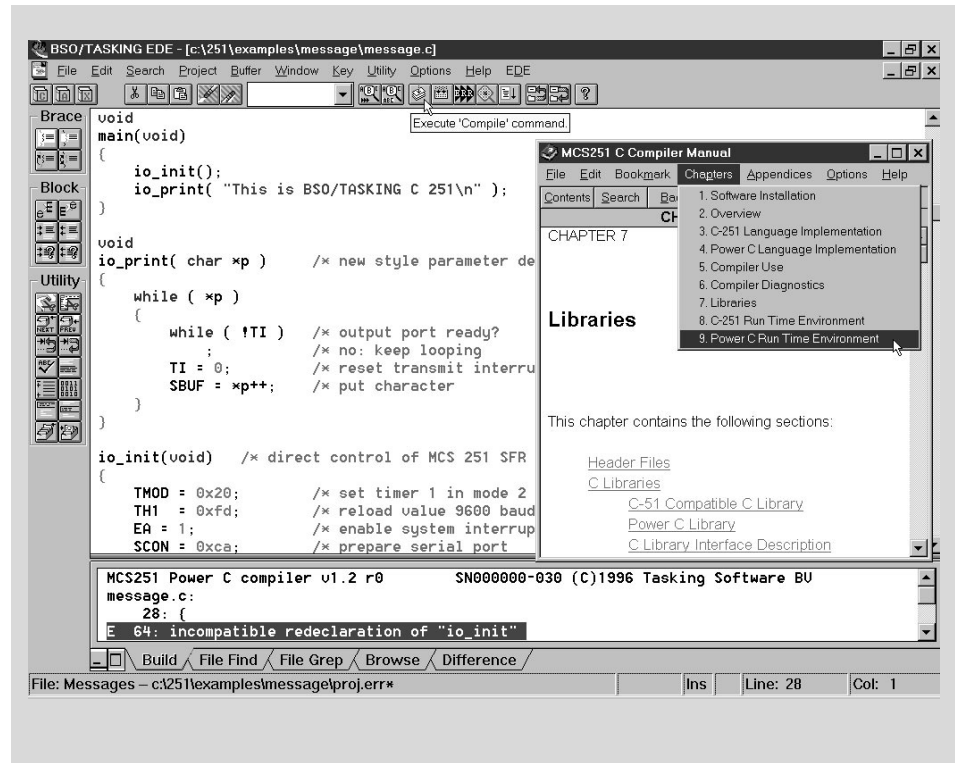 BSO/TASKING EDE - [c:\251\examples\message\message.c]
File Edit Search Project Buffer Window Key Utility Options Help EDE
Execute 'Compile' command.
Brace
Block
Utility
NEXT PREV
void
main(void)
{
io_init();
io_print( "This is BSO/TASKING C 251\n" );
}
void
io_print( char *p ) /* new style parameter de
{
while ( *p )
{
while ( !TI ) /* output port ready?
; /* no: keep looping
TI = 0; /* reset transmit interru
SBUF = *p++; /* put character
}
}
io_init(void) /* direct control of MCS 251 SFR
{
TMOD = 0x20; /* set timer 1 in mode 2
TH1 = 0xfd; /* reload value 9600 baud
EA = 1; /* enable system interrup
SCON = 0xca; /* prepare serial port
MCS251 C Compiler Manual
File Edit Bookmark Chapters Appendices Options Help
Contents Search Ba
CH
1. Software Installation
2. Overview
3. C-251 Language Implementation
4. Power C Language Implementation
5. Compiler Use
6. Compiler Diagnostics
7. Libraries
8. C-251 Run Time Environment
9. Power C Run Time Environment
CHAPTER 7
Libraries
This chapter contains the following sections:
Header Files
C Libraries
C-51 Compatible C Library
Power C Library
C Library Interface Description
MCS251 Power C compiler v1.2 r0 SN000000-030 (C)1996 Tasking Software BV
message.c:
28: {
E 64: incompatible redeclaration of "io_init"
Build File Find File Grep Browse Difference
File: Messages – c:\251\examples\message\proj.err* Ins Line: 28 Col: 1